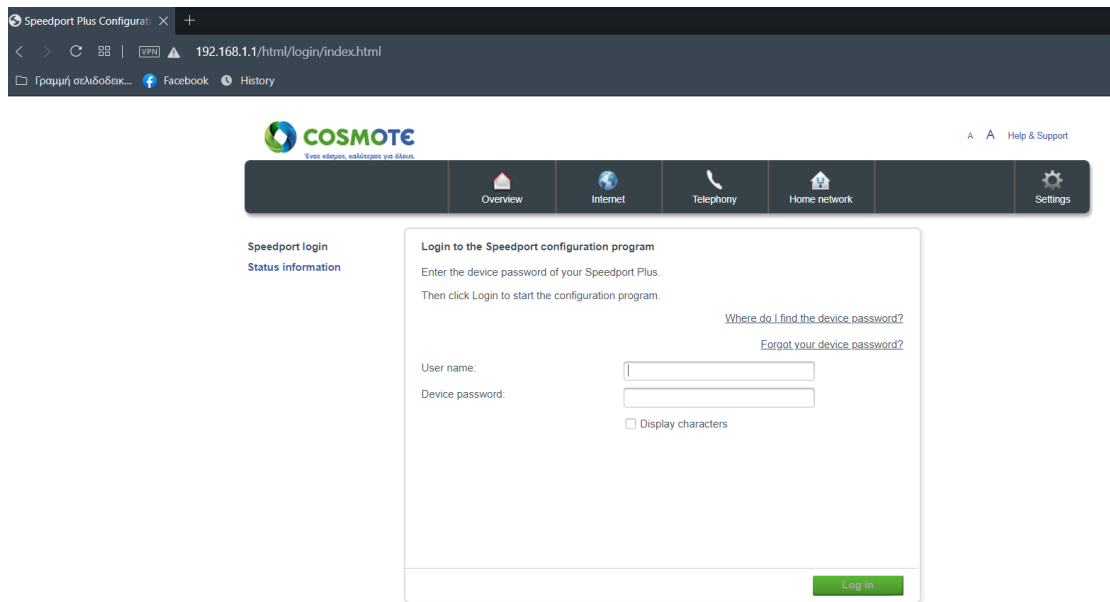 Speedport Plus Configurati
VPN 192.168.1.1/html/login/index.html
Γραμμή σελιδοδεικ... Facebook History
COSMOTE
Ένας κόσμος, καλύτερος για όλους.
A A Help & Support
Overview Internet Telephony Home network Settings
Speedport login
Status information
Login to the Speedport configuration program
Enter the device password of your Speedport Plus.
Then click Login to start the configuration program.
Where do I find the device password?
Forgot your device password?
User name:
Device password:
Display characters
Log in